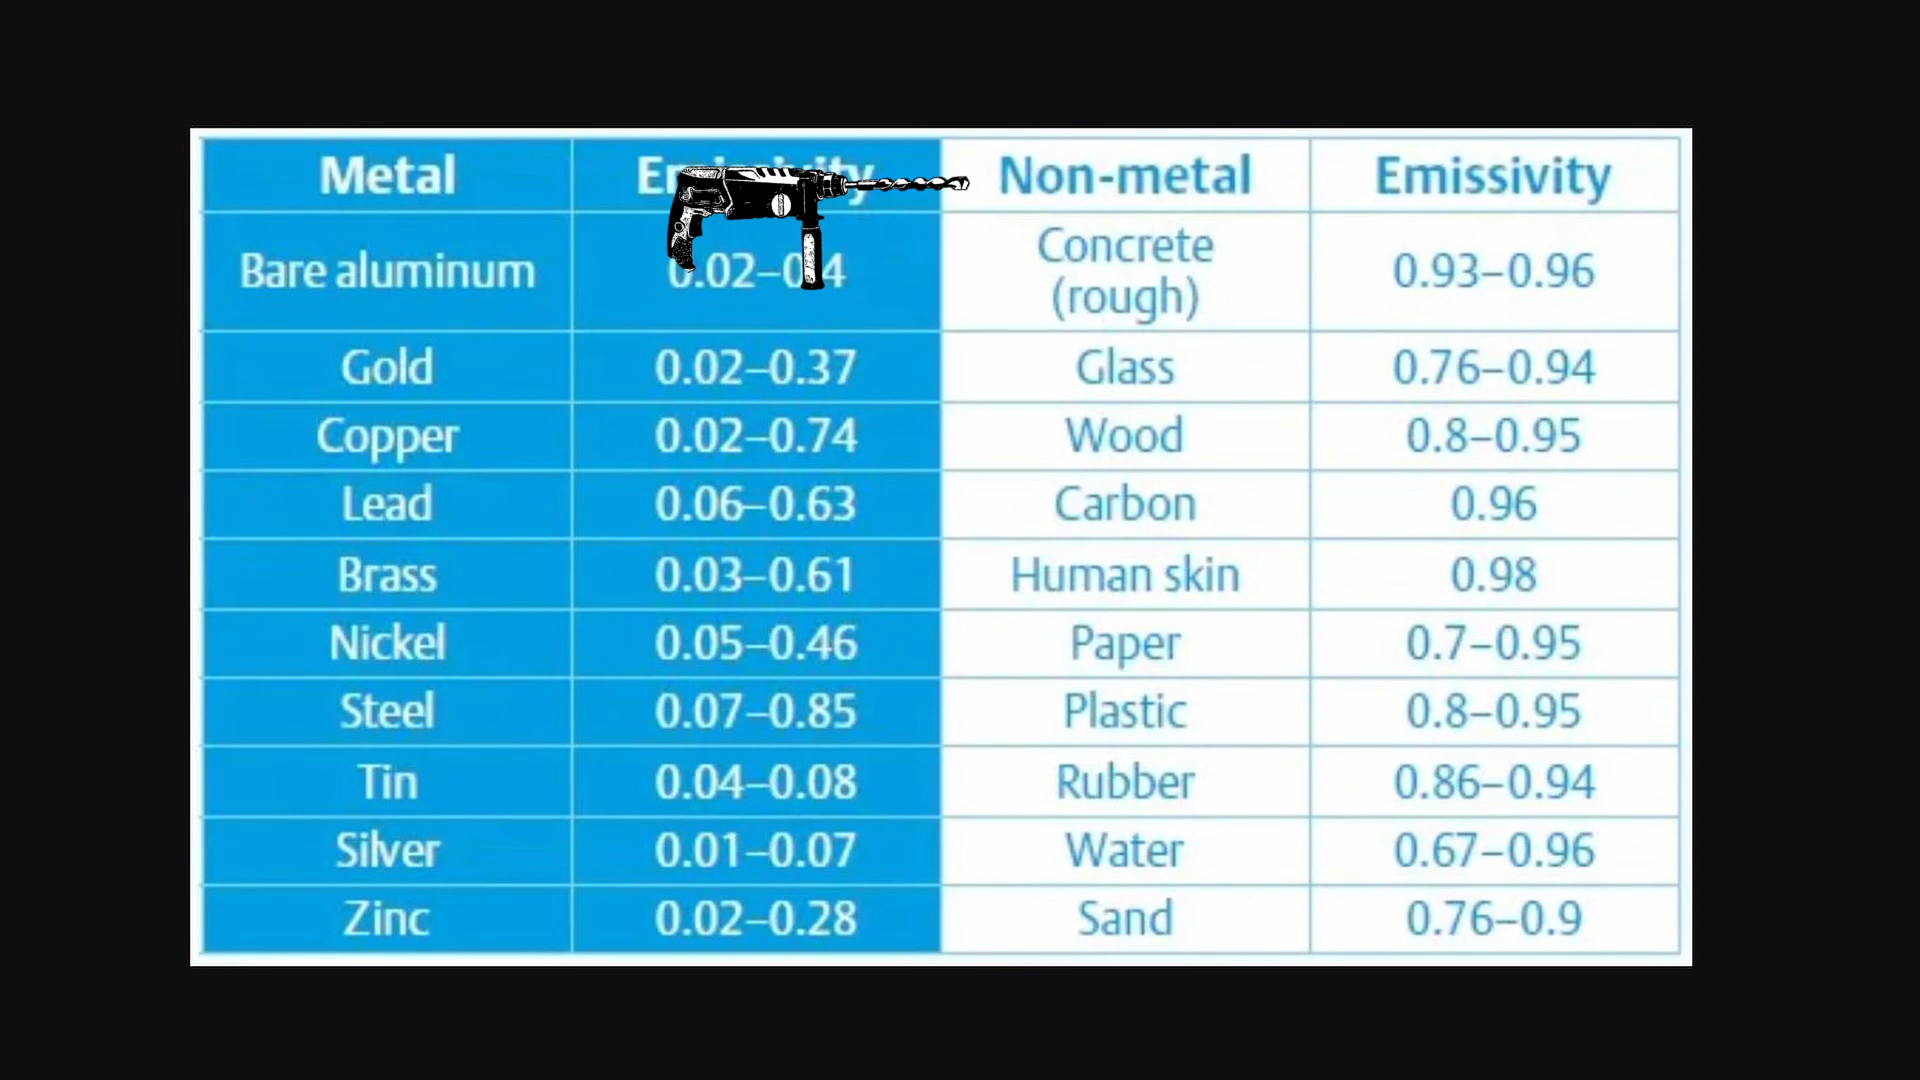 Metal Emissivity Non-metal Emissivity
Bare aluminum 0.02–0.4 Concrete (rough) 0.93–0.96
Gold 0.02–0.37 Glass 0.76–0.94
Copper 0.02–0.74 Wood 0.8–0.95
Lead 0.06–0.63 Carbon 0.96
Brass 0.03–0.61 Human skin 0.98
Nickel 0.05–0.46 Paper 0.7–0.95
Steel 0.07–0.85 Plastic 0.8–0.95
Tin 0.04–0.08 Rubber 0.86–0.94
Silver 0.01–0.07 Water 0.67–0.96
Zinc 0.02–0.28 Sand 0.76–0.9